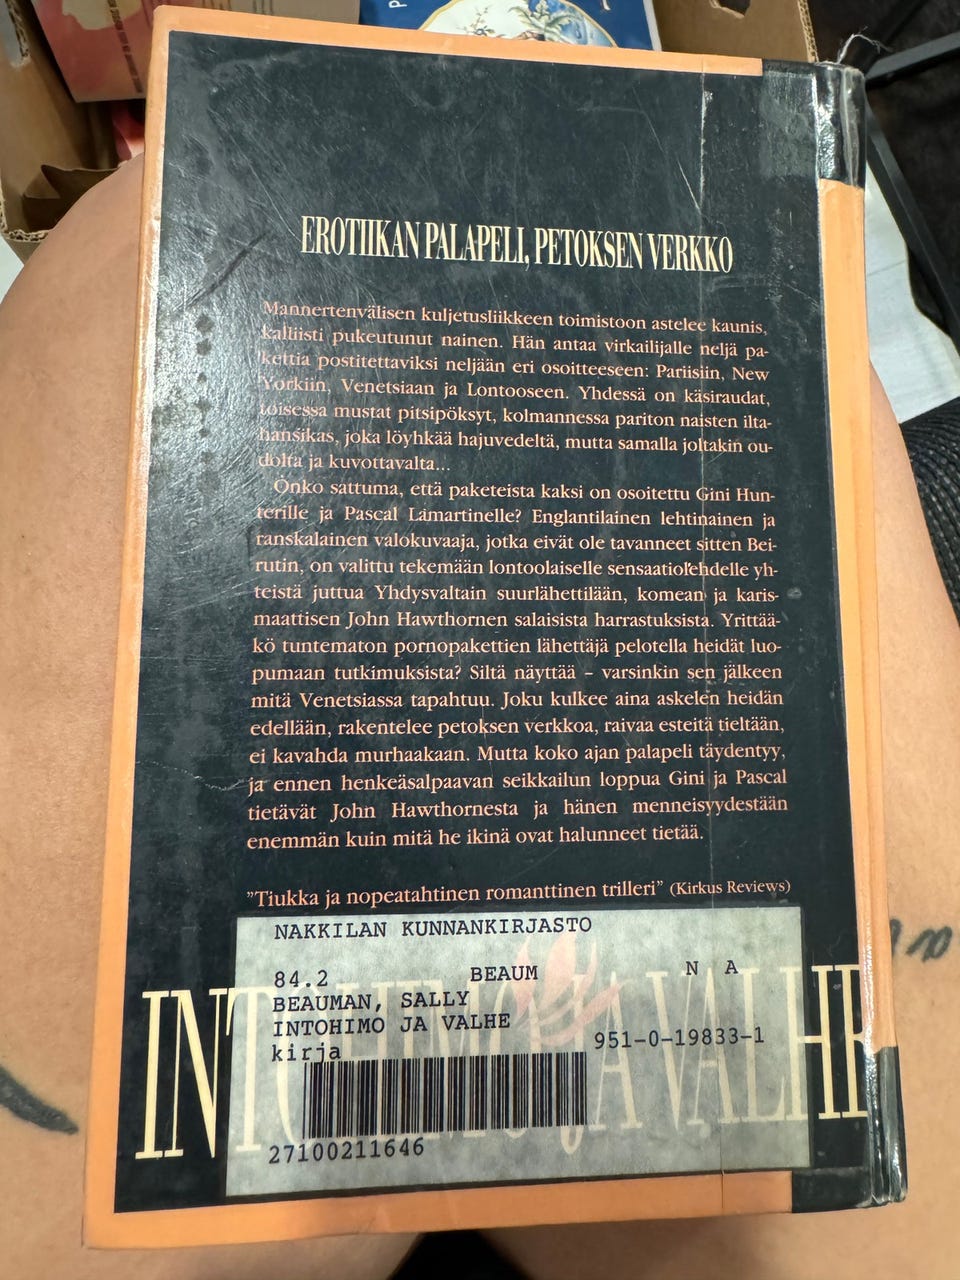 EROTIIKAN PALAPELI, PETOKSEN VERKKO
Mannertenvälisen kuljetusliikkeen toimistoon astelee kaunis,
kalliisti pukeutunut nainen. Hän antaa virkailijalle neljä pa-
kettia postitettaviksi neljään eri osoitteeseen: Pariisiin, New
Yorkiin, Venetsiaan ja Lontooseen. Yhdessä on käsiraudat,
toisessa mustat pitsipöksyt, kolmannessa pariton naisten ilta-
hansikas, joka löyhkää hajuvedeltä, mutta samalla joltakin ou-
dolta ja kuvottavalta...
Onko sattuma, että paketeista kaksi on osoitettu Gini Hun-
terille ja Pascal Lamartinelle? Englantilainen lehtinainen ja
ranskalainen valokuvaaja, jotka eivät ole tavanneet sitten Bei-
rutin, on valittu tekemään lontoolaiselle sensaatiolehdelle yh-
teistä juttua Yhdysvaltain suurlähettilään, komean ja karis-
maattisen John Hawthornen salaisista harrastuksista. Yrittää-
kö tuntematon pornopakettien lähettäjä pelotella heidät luo-
pumaan tutkimuksista? Siltä näyttää – varsinkin sen jälkeen
mitä Venetsiassa tapahtuu. Joku kulkee aina askelen heidän
edellään, rakentelee petoksen verkkoa, raivaa esteitä tieltään,
ei kavahda murhaakaan. Mutta koko ajan palapeli täydentyy,
ja ennen henkeäsalpaavan seikkailun loppua Gini ja Pascal
tietävät John Hawthornesta ja hänen menneisyydestään
enemmän kuin mitä he ikinä ovat halunneet tietää.
"Tiukka ja nopeatahtinen romanttinen trilleri" (Kirkus Reviews)
NAKKILAN KUNNANKIRJASTO
84.2 BEAUM N A
BEAUMAN, SALLY
INTOHIMO JA VALHE
kirja 951-0-19833-1
27100211646
INTOHIMO JA VALHE